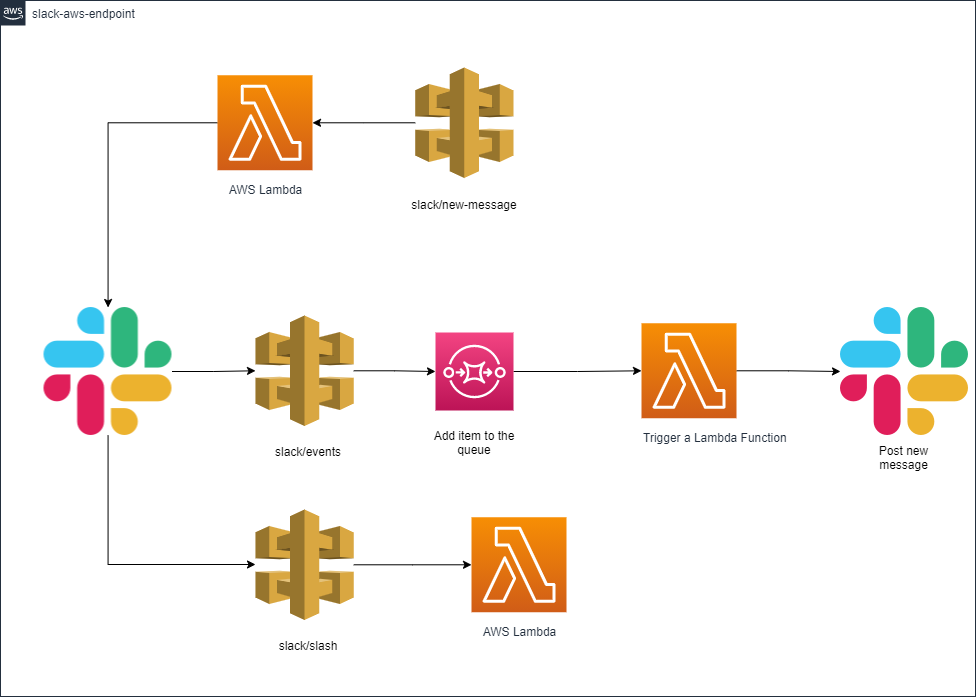 aws
slack-aws-endpoint
AWS Lambda
slack/new-message
slack/events
Add item to the
queue
Trigger a Lambda Function
Post new
message
slack/slash
AWS Lambda